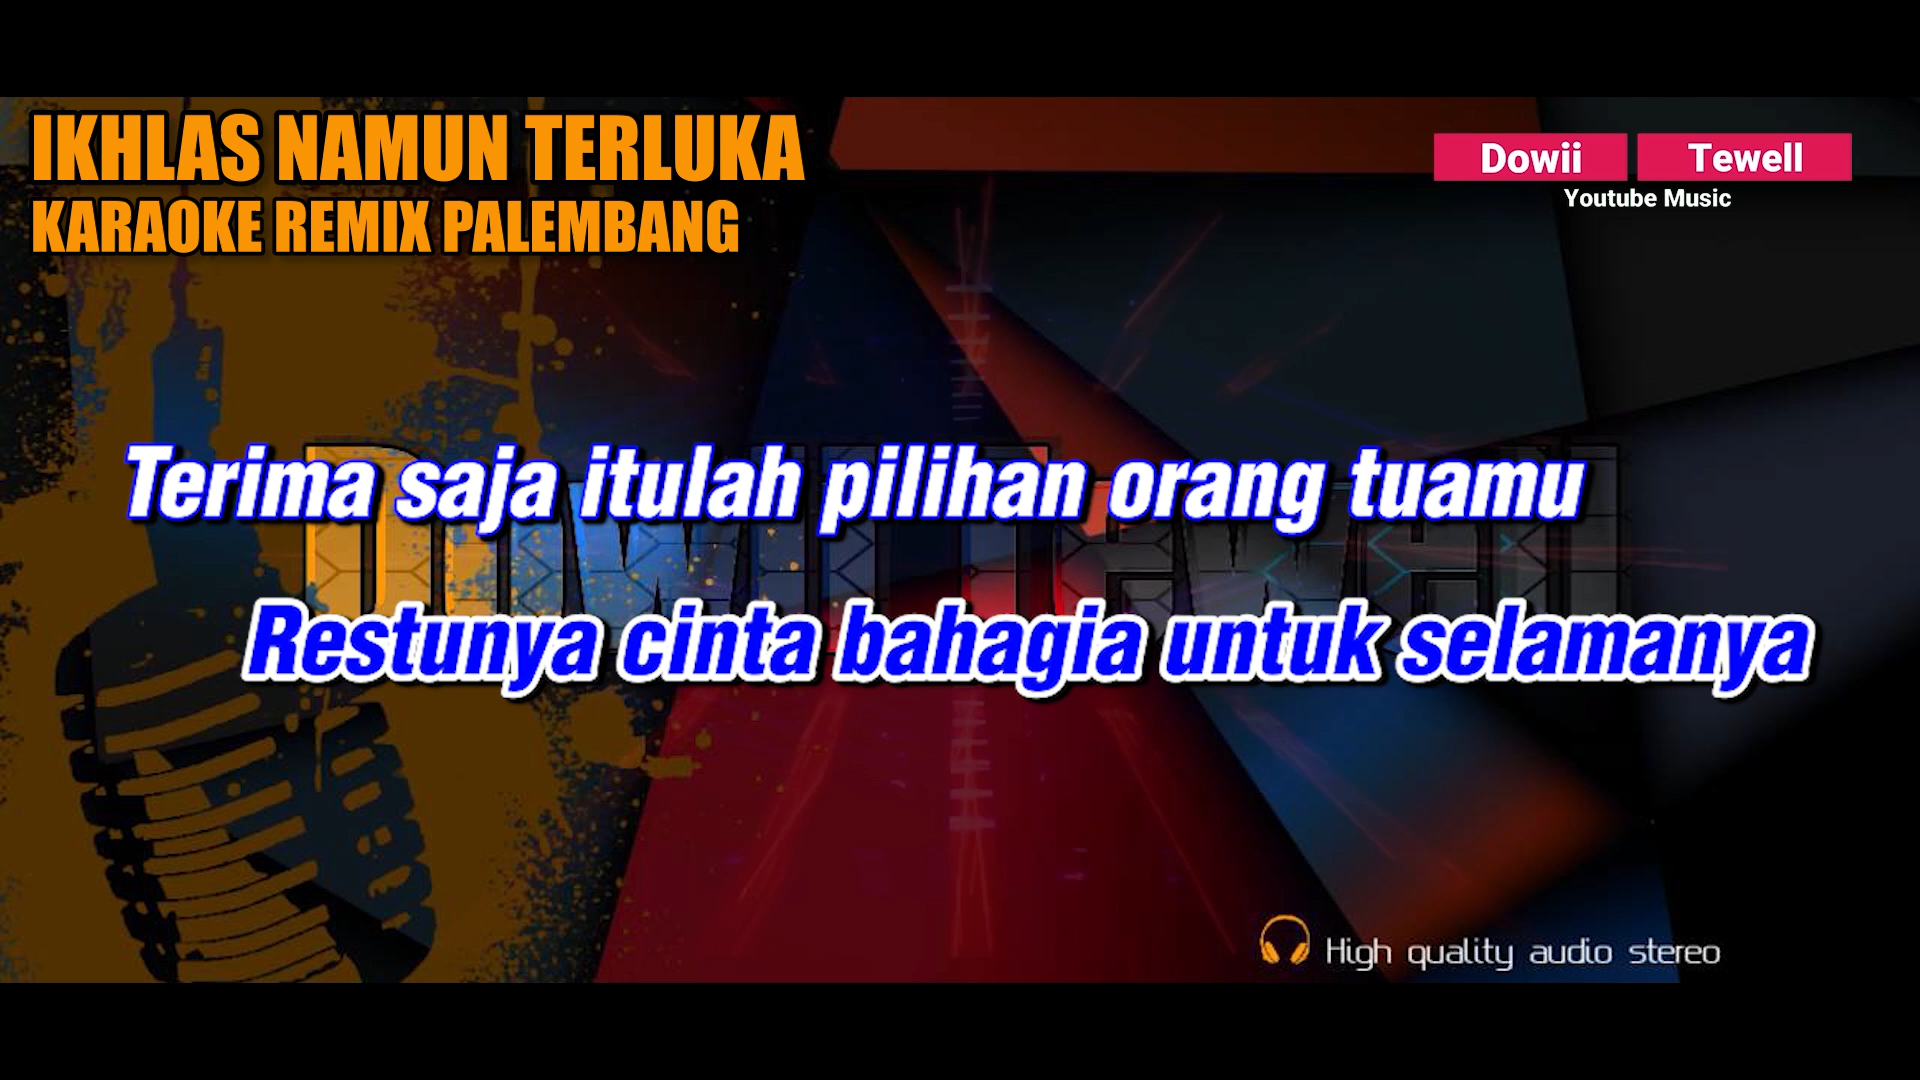 IKHLAS NAMUN TERLUKA
KARAOKE REMIX PALEMBANG
Dowii Tewell
Youtube Music
Terima saja itulah pilihan orang tuamu
Restunya cinta bahagia untuk selamanya
High quality audio stereo